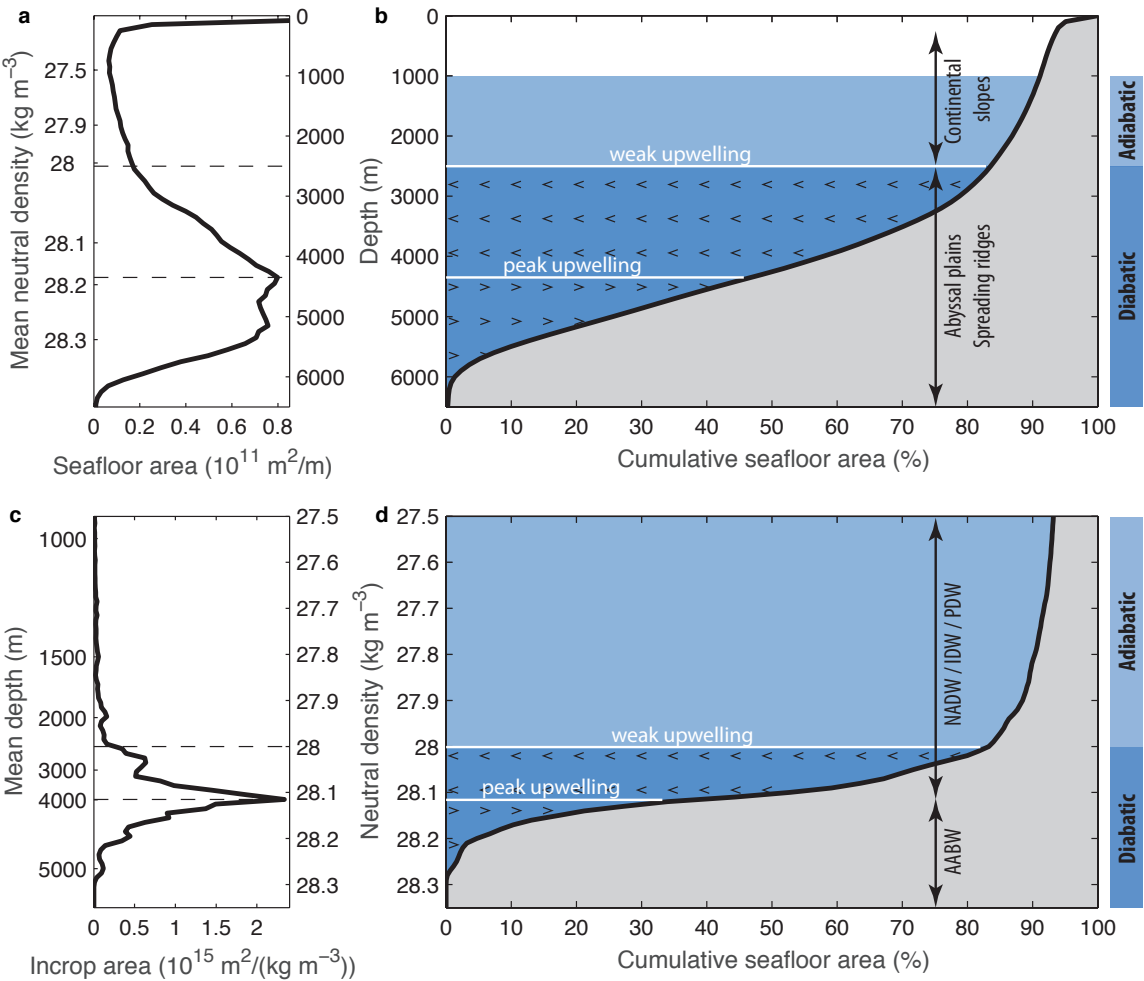 a
Mean neutral density (kg m−3)
27.5
27.9
28
28.1
28.2
28.3
0
1000
2000
3000
4000
5000
6000
0 0.2 0.4 0.6 0.8
Seafloor area (10^11 m^2/m)
b
Depth (m)
0
1000
2000
3000
4000
5000
6000
weak upwelling
peak upwelling
Continental
slopes
Abyssal plains
Spreading ridges
0 10 20 30 40 50 60 70 80 90 100
Cumulative seafloor area (%)
Adiabatic
Diabatic
c
Mean depth (m)
1000
1500
2000
3000
4000
5000
27.5
27.6
27.7
27.8
27.9
28
28.1
28.2
28.3
0 0.5 1 1.5 2
Incrop area (10^15 m^2/(kg m^−3))
d
Neutral density (kg m−3)
27.5
27.6
27.7
27.8
27.9
28
28.1
28.2
28.3
weak upwelling
peak upwelling
NADW / IDW / PDW
AABW
0 10 20 30 40 50 60 70 80 90 100
Cumulative seafloor area (%)
Adiabatic
Diabatic